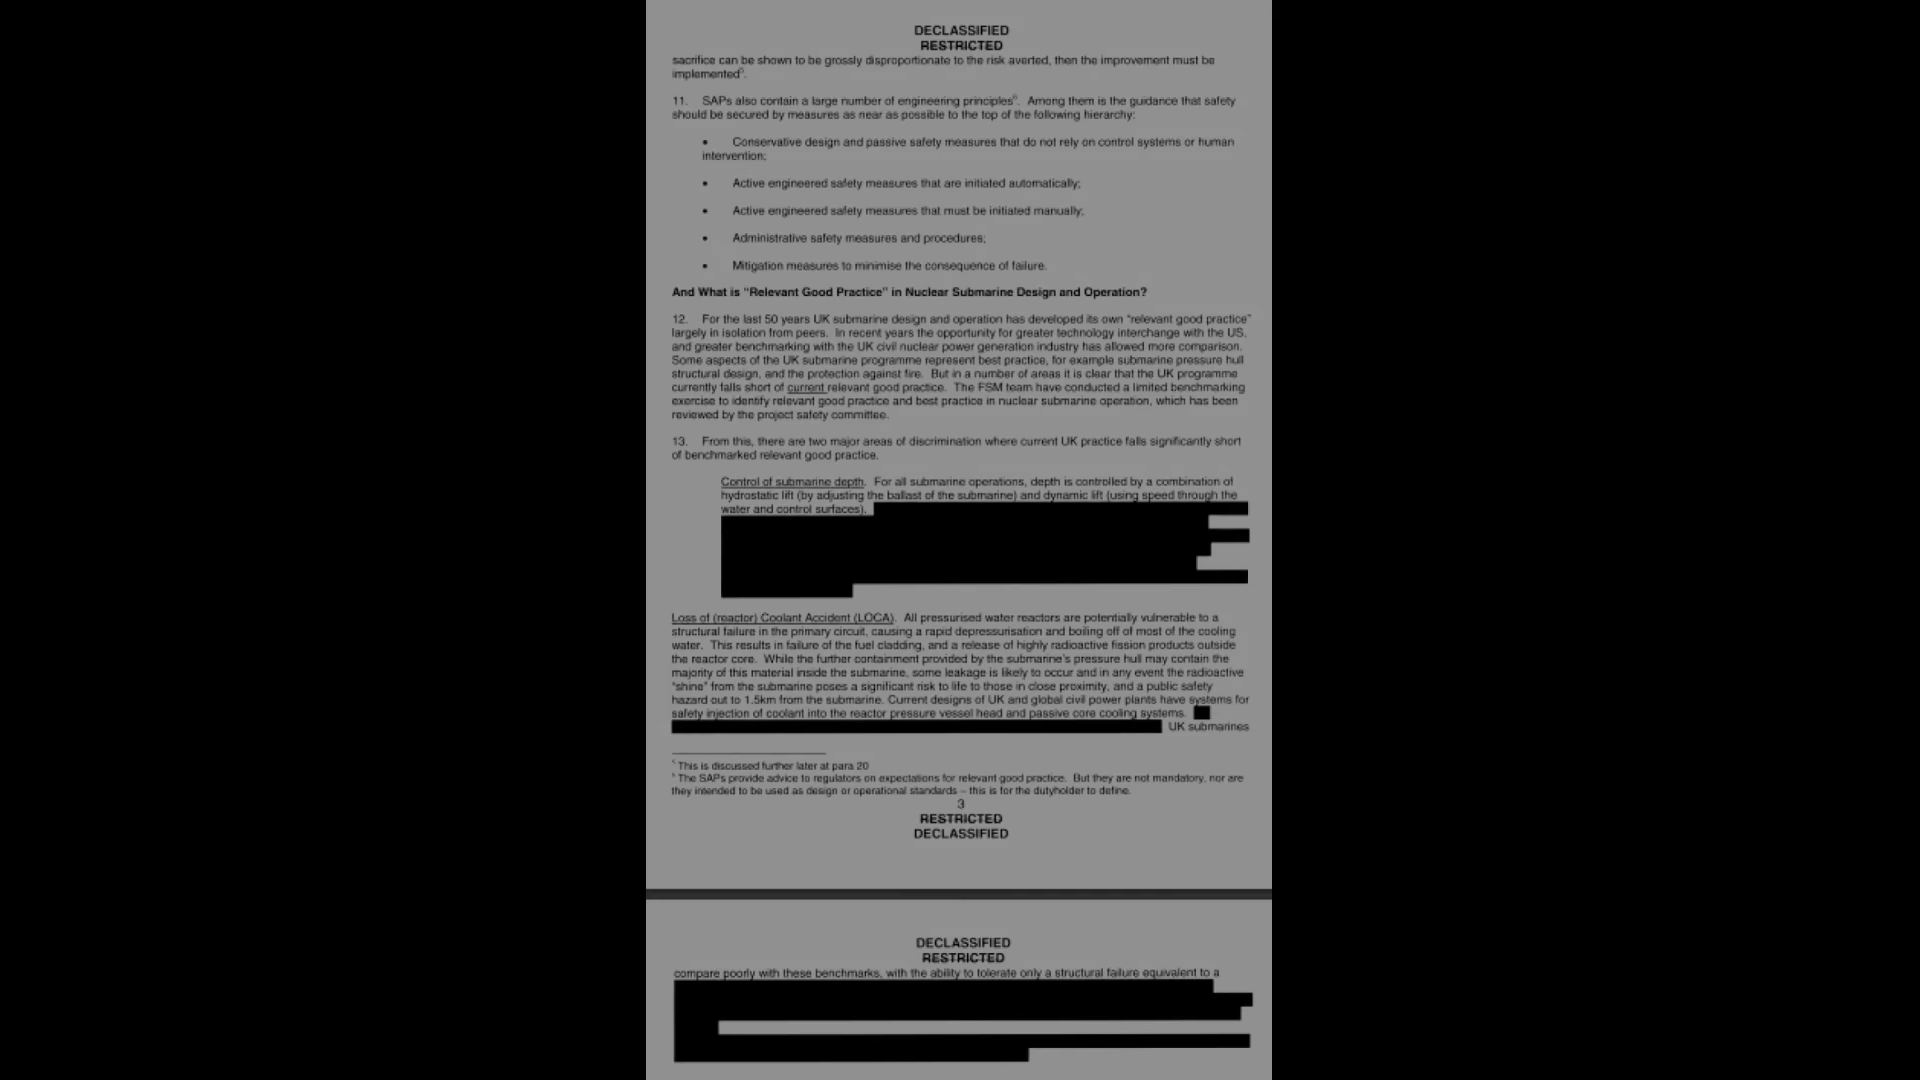 DECLASSIFIED
RESTRICTED
sacrifice can be shown to be grossly disproportionate to the risk averted, then the improvement must be
implemented⁵.
11. SAPs also contain a large number of engineering principles⁶. Among them is the guidance that safety
should be secured by measures as near as possible to the top of the following hierarchy:
• Conservative design and passive safety measures that do not rely on control systems or human
intervention;
• Active engineered safety measures that are initiated automatically;
• Active engineered safety measures that must be initiated manually;
• Administrative safety measures and procedures;
• Mitigation measures to minimise the consequence of failure.
And What is “Relevant Good Practice” in Nuclear Submarine Design and Operation?
12. For the last 50 years UK submarine design and operation has developed its own “relevant good practice”
largely in isolation from peers. In recent years the opportunity for greater technology interchange with the US,
and greater benchmarking with the UK civil nuclear power generation industry has allowed more comparison.
Some aspects of the UK submarine programme represent best practice, for example submarine pressure hull
structural design, and the protection against fire. But in a number of areas it is clear that the UK programme
currently falls short of current relevant good practice. The FSM team have conducted a limited benchmarking
exercise to identify relevant good practice and best practice in nuclear submarine operation, which has been
reviewed by the project safety committee.
13. From this, there are two major areas of discrimination where current UK practice falls significantly short
of benchmarked relevant good practice.
Control of submarine depth. For all submarine operations, depth is controlled by a combination of
hydrostatic lift (by adjusting the ballast of the submarine) and dynamic lift (using speed through the
water and control surfaces).
Loss of (reactor) Coolant Accident (LOCA). All pressurised water reactors are potentially vulnerable to a
structural failure in the primary circuit, causing a rapid depressurisation and boiling off of most of the cooling
water. This results in failure of the fuel cladding, and a release of highly radioactive fission products outside
the reactor core. While the further containment provided by the submarine’s pressure hull may contain the
majority of this material inside the submarine, some leakage is likely to occur and in any event the radioactive
“shine” from the submarine poses a significant risk to life to those in close proximity, and a public safety
hazard out to 1.5km from the submarine. Current designs of UK and global civil power plants have systems for
safety injection of coolant into the reactor pressure vessel head and passive core cooling systems.
UK submarines
⁵ This is discussed further later at para 20
⁶ The SAPs provide advice to regulators on expectations for relevant good practice. But they are not mandatory, nor are
they intended to be used as design or operational standards – this is for the dutyholder to define.
3
RESTRICTED
DECLASSIFIED
DECLASSIFIED
RESTRICTED
compare poorly with these benchmarks, with the ability to tolerate only a structural failure equivalent to a